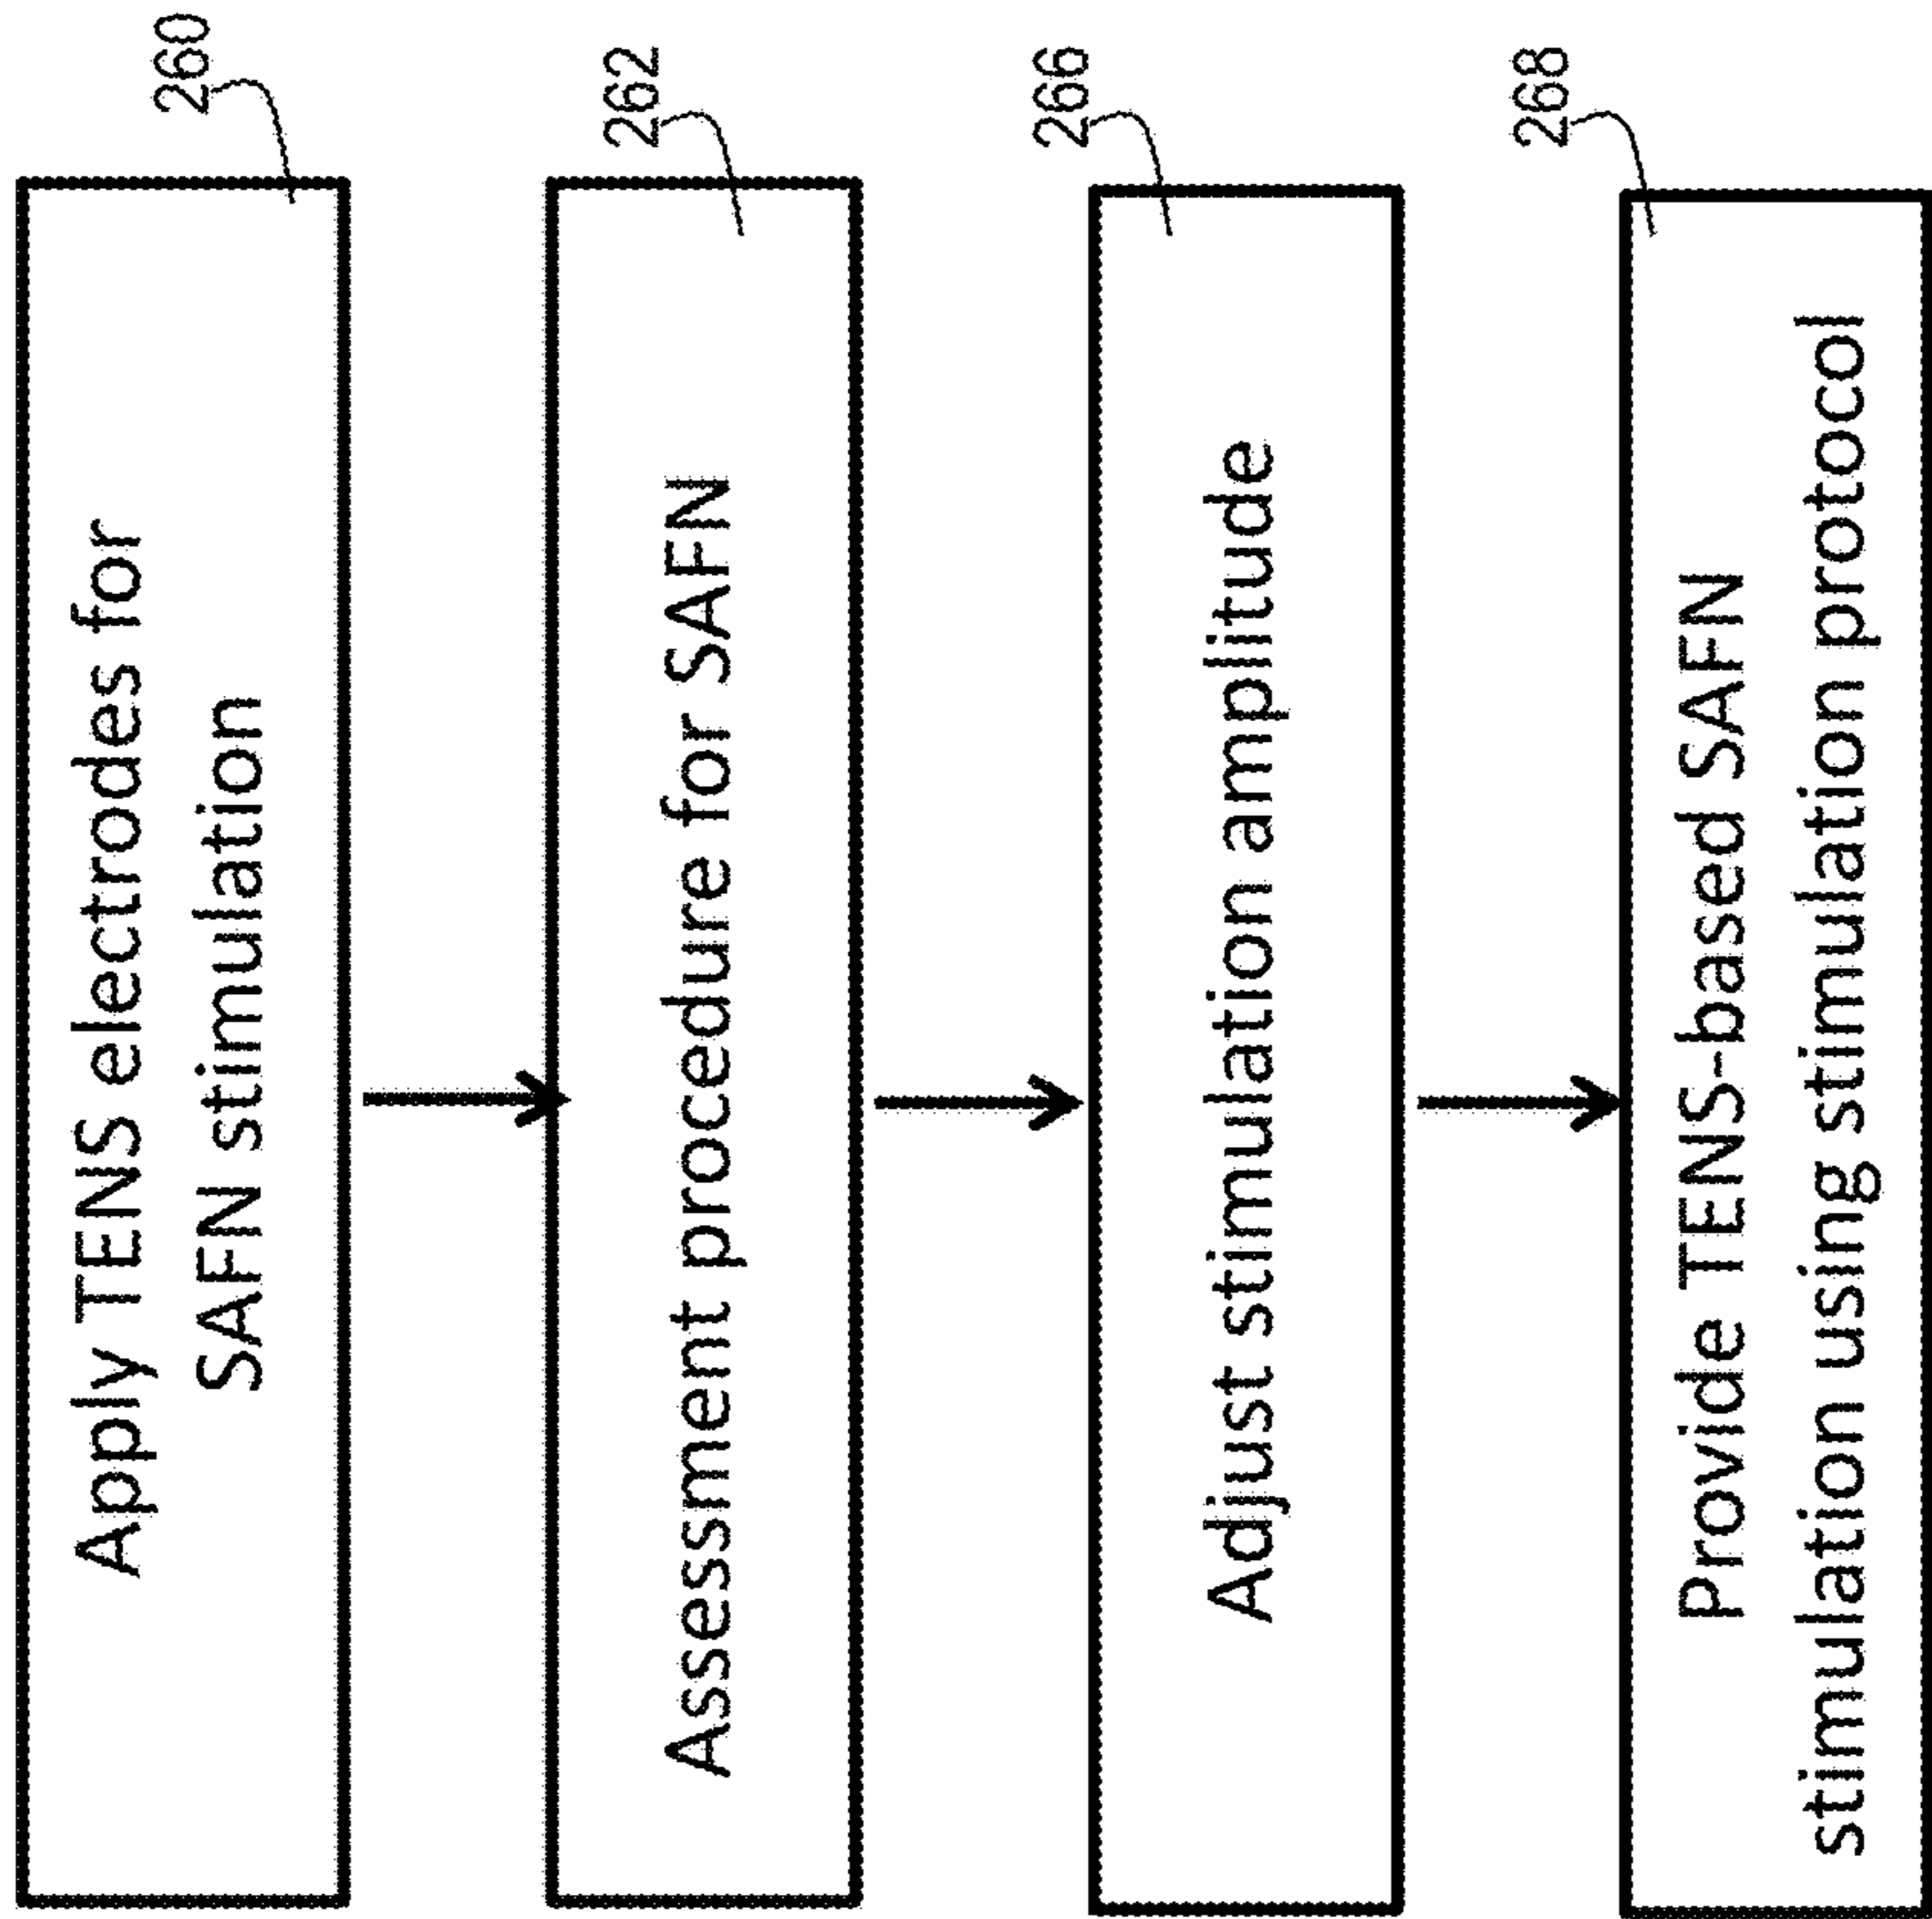 Apply TENS electrodes for
SAFN stimulation
260
Assessment procedure for SAFN
262
Adjust stimulation amplitude
266
Provide TENS-based SAFN
stimulation using stimulation protocol
268